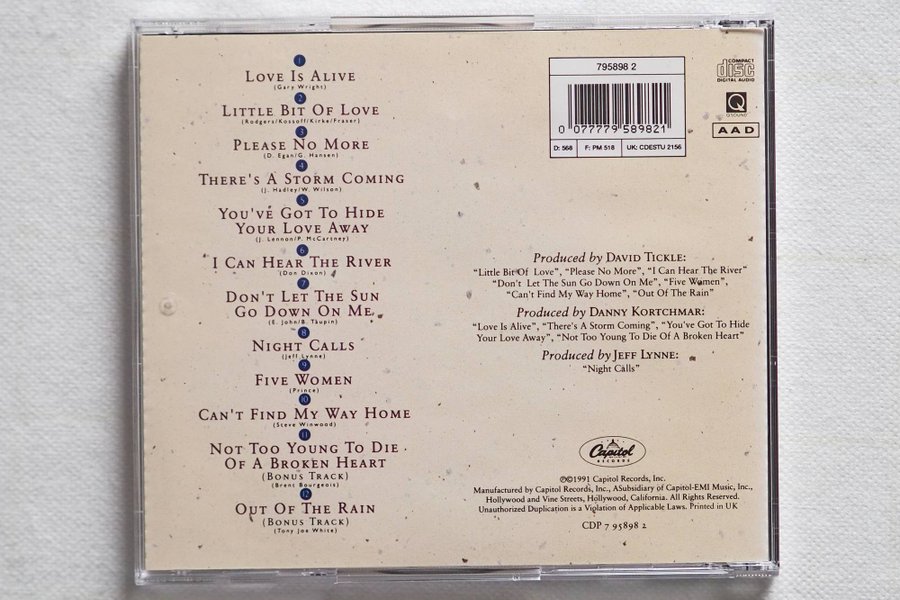 1
LOVE IS ALIVE
(Gary Wright)
2
LITTLE BIT OF LOVE
(Rodgers/Kossoff/Kirke/Fraser)
3
PLEASE NO MORE
(D. Egan/G. Hansen)
4
THERE'S A STORM COMING
(J. Hadley/W. Wilson)
5
YOU'VE GOT TO HIDE
YOUR LOVE AWAY
(J. Lennon/P. McCartney)
6
I CAN HEAR THE RIVER
(Don Dixon)
7
DON'T LET THE SUN
GO DOWN ON ME
(E. John/B. Taupin)
8
NIGHT CALLS
(Jeff Lynne)
9
FIVE WOMEN
(Prince)
10
CAN'T FIND MY WAY HOME
(Steve Winwood)
11
NOT TOO YOUNG TO DIE
OF A BROKEN HEART
(BONUS TRACK)
(Brent Bourgeois)
12
OUT OF THE RAIN
(BONUS TRACK)
(Tony Joe White)
795898 2
0 077779 589821
D: 568 F: PM 518 UK: CDESTU 2156
COMPACT
disc
DIGITAL AUDIO
Q
QSOUND
AAD
Produced by DAVID TICKLE:
"Little Bit Of Love", "Please No More", "I Can Hear The River"
"Don't Let The Sun Go Down On Me", "Five Women",
"Can't Find My Way Home", "Out Of The Rain"
Produced by DANNY KORTCHMAR:
"Love Is Alive", "There's A Storm Coming", "You've Got To Hide
Your Love Away", "Not Too Young To Die Of A Broken Heart"
Produced by JEFF LYNNE:
"Night Calls"
Capitol
RECORDS
℗©1991 Capitol Records, Inc.
Manufactured by Capitol Records, Inc., ASubsidiary of Capitol-EMI Music, Inc.,
Hollywood and Vine Streets, Hollywood, California. All Rights Reserved.
Unauthorized Duplication is a Violation of Applicable Laws. Printed in UK
CDP 7 95898 2